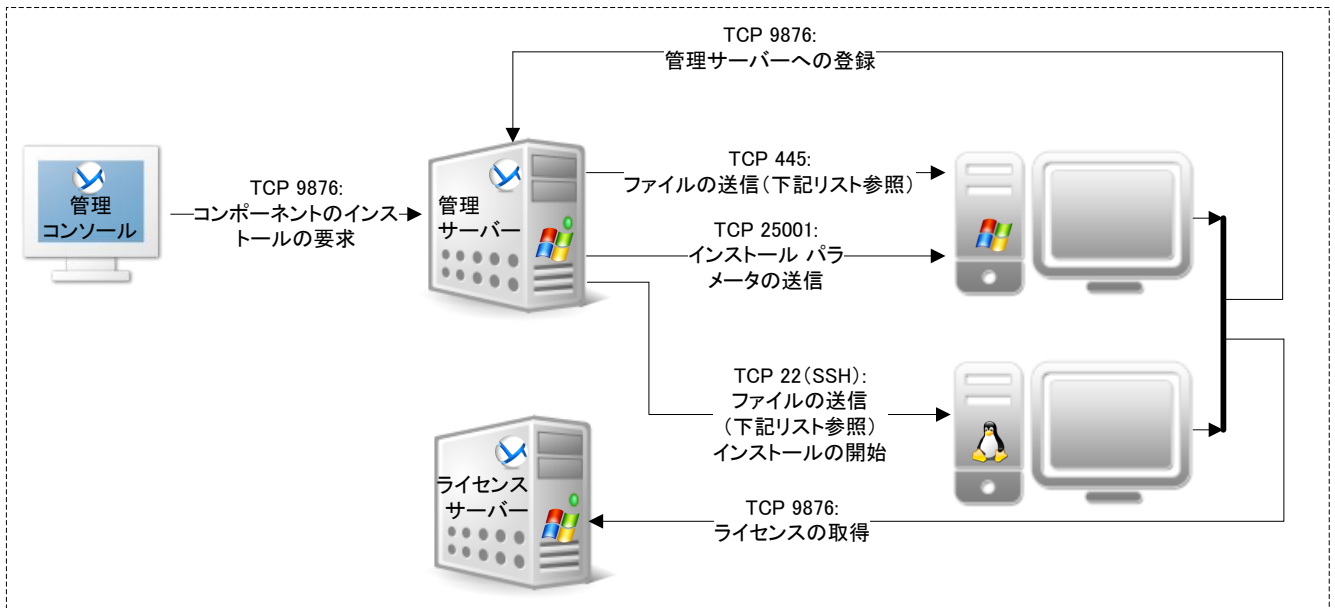 TCP 9876:
管理サーバーへの登録
管理
コンソール
TCP 9876:
コンポーネントのインス
トールの要求
管理
サーバー
TCP 445:
ファイルの送信（下記リスト参照）
TCP 25001:
インストール パラ
メータの送信
TCP 22（SSH）:
ファイルの送信
（下記リスト参照）
インストールの開始
ライセンス
サーバー
TCP 9876:
ライセンスの取得